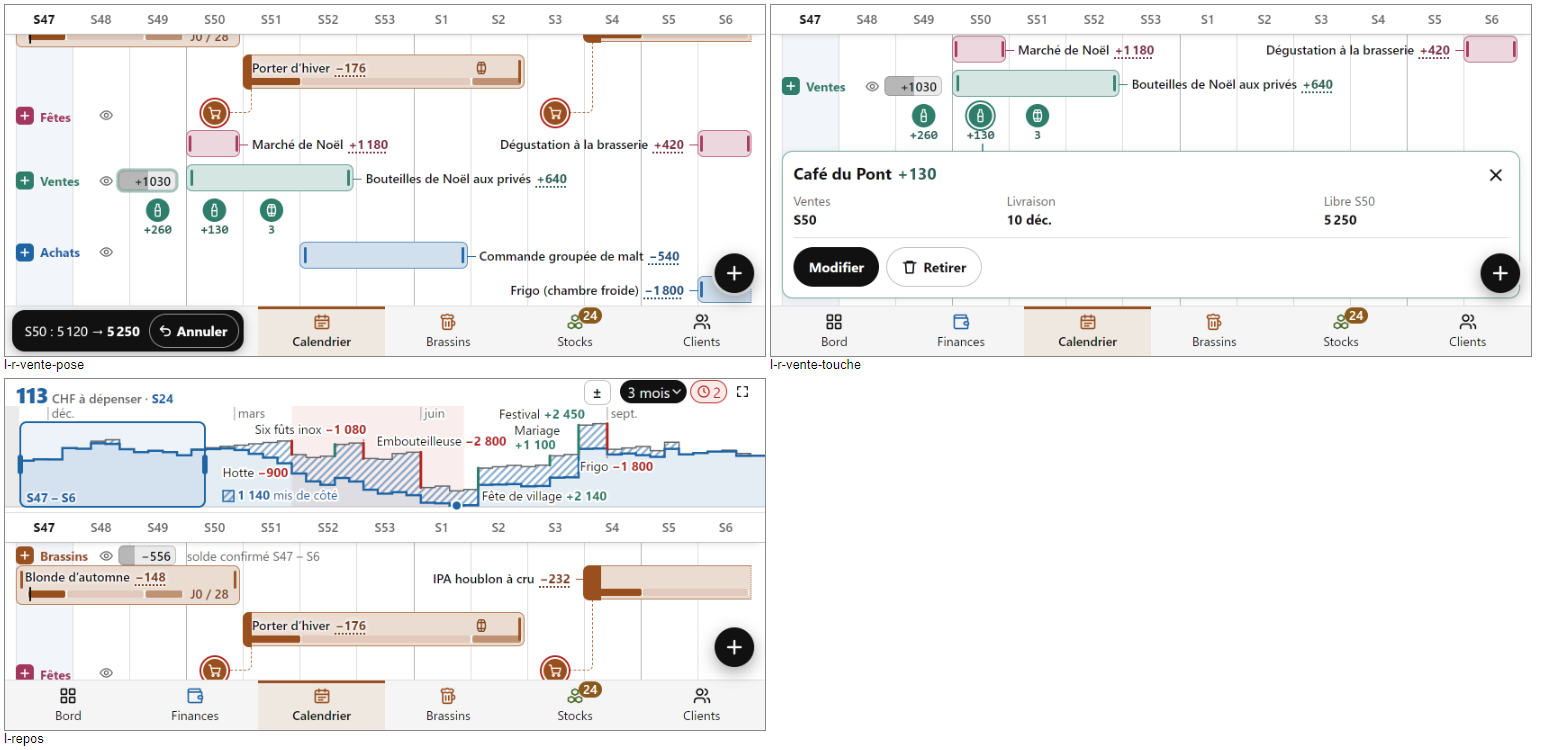 S47 S48 S49 S50 S51 S52 S53 S1 S2 S3 S4 S5 S6
J0 / 28
Porter d'hiver −176
Fêtes
Marché de Noël +1 180
Dégustation à la brasserie +420
Ventes +1030
Bouteilles de Noël aux privés +640
+260 +130 3
Achats
Commande groupée de malt −540
Frigo (chambre froide) −1 800
+
S50 : 5 120 → 5 250 Annuler
Calendrier Brassins Stocks 24 Clients
l-r-vente-pose
S47 S48 S49 S50 S51 S52 S53 S1 S2 S3 S4 S5 S6
Marché de Noël +1 180
Dégustation à la brasserie +420
Ventes +1030
Bouteilles de Noël aux privés +640
+260 +130 3
Café du Pont +130
Ventes Livraison Libre S50
S50 10 déc. 5 250
Modifier Retirer
+
Bord Finances Calendrier Brassins Stocks 24 Clients
l-r-vente-touche
113 CHF à dépenser · S24
± 3 mois 2
déc. mars juin sept.
Festival +2 450
Six fûts inox −1 080
Mariage
+1 100
Embouteilleuse −2 800
Hotte −900
Frigo −1 800
S47 – S6
1 140 mis de côté
Fête de village +2 140
S47 S48 S49 S50 S51 S52 S53 S1 S2 S3 S4 S5 S6
Brassins −556 solde confirmé S47 – S6
Blonde d'automne −148
IPA houblon à cru −232
J0 / 28
Porter d'hiver −176
+
Fêtes
Bord Finances Calendrier Brassins Stocks 24 Clients
l-repos